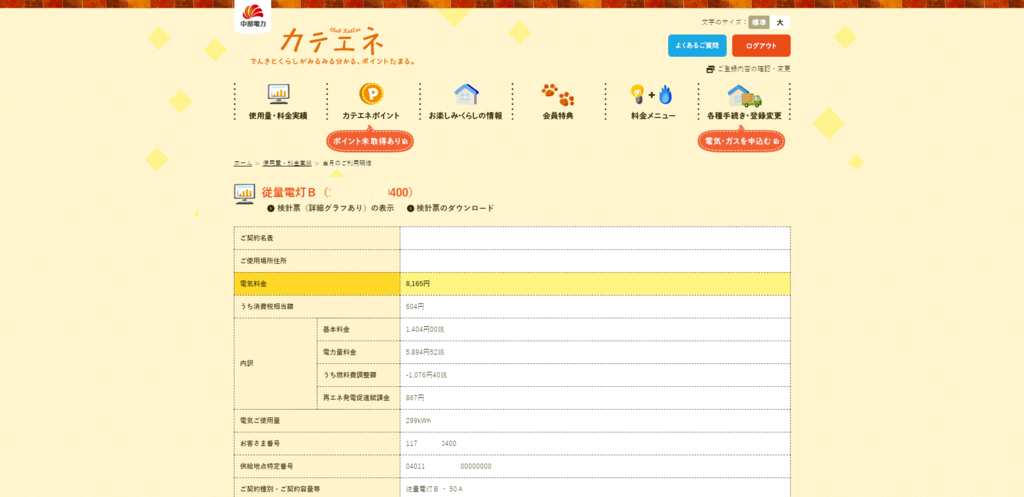 中部電力
カテエネ
Chub Katene
でんきとくらしがみるみる分かる、ポイントたまる。
文字のサイズ： 標準 大
よくあるご質問 ログアウト
ご登録内容の確認・変更
使用量・料金実績 カテエネポイント お楽しみ・くらしの情報 会員特典 料金メニュー 各種手続き・登録変更
ポイント未取得あり 電気・ガスを申込む
ホーム > 使用量・料金実績 > 当月のご利用明細
従量電灯Ｂ（ 0400）
検針票（詳細グラフあり）の表示 検針票のダウンロード
ご契約名義
ご使用場所住所
電気料金 8,165円
うち消費税相当額 604円
内訳
基本料金 1,404円00銭
電力量料金 5,894円52銭
うち燃料費調整額 -1,076円40銭
再エネ発電促進賦課金 867円
電気ご使用量 299kWh
お客さま番号 117 0400
供給地点特定番号 04011 00000000
ご契約種別・ご契約容量等 従量電灯Ｂ ・ 50Ａ